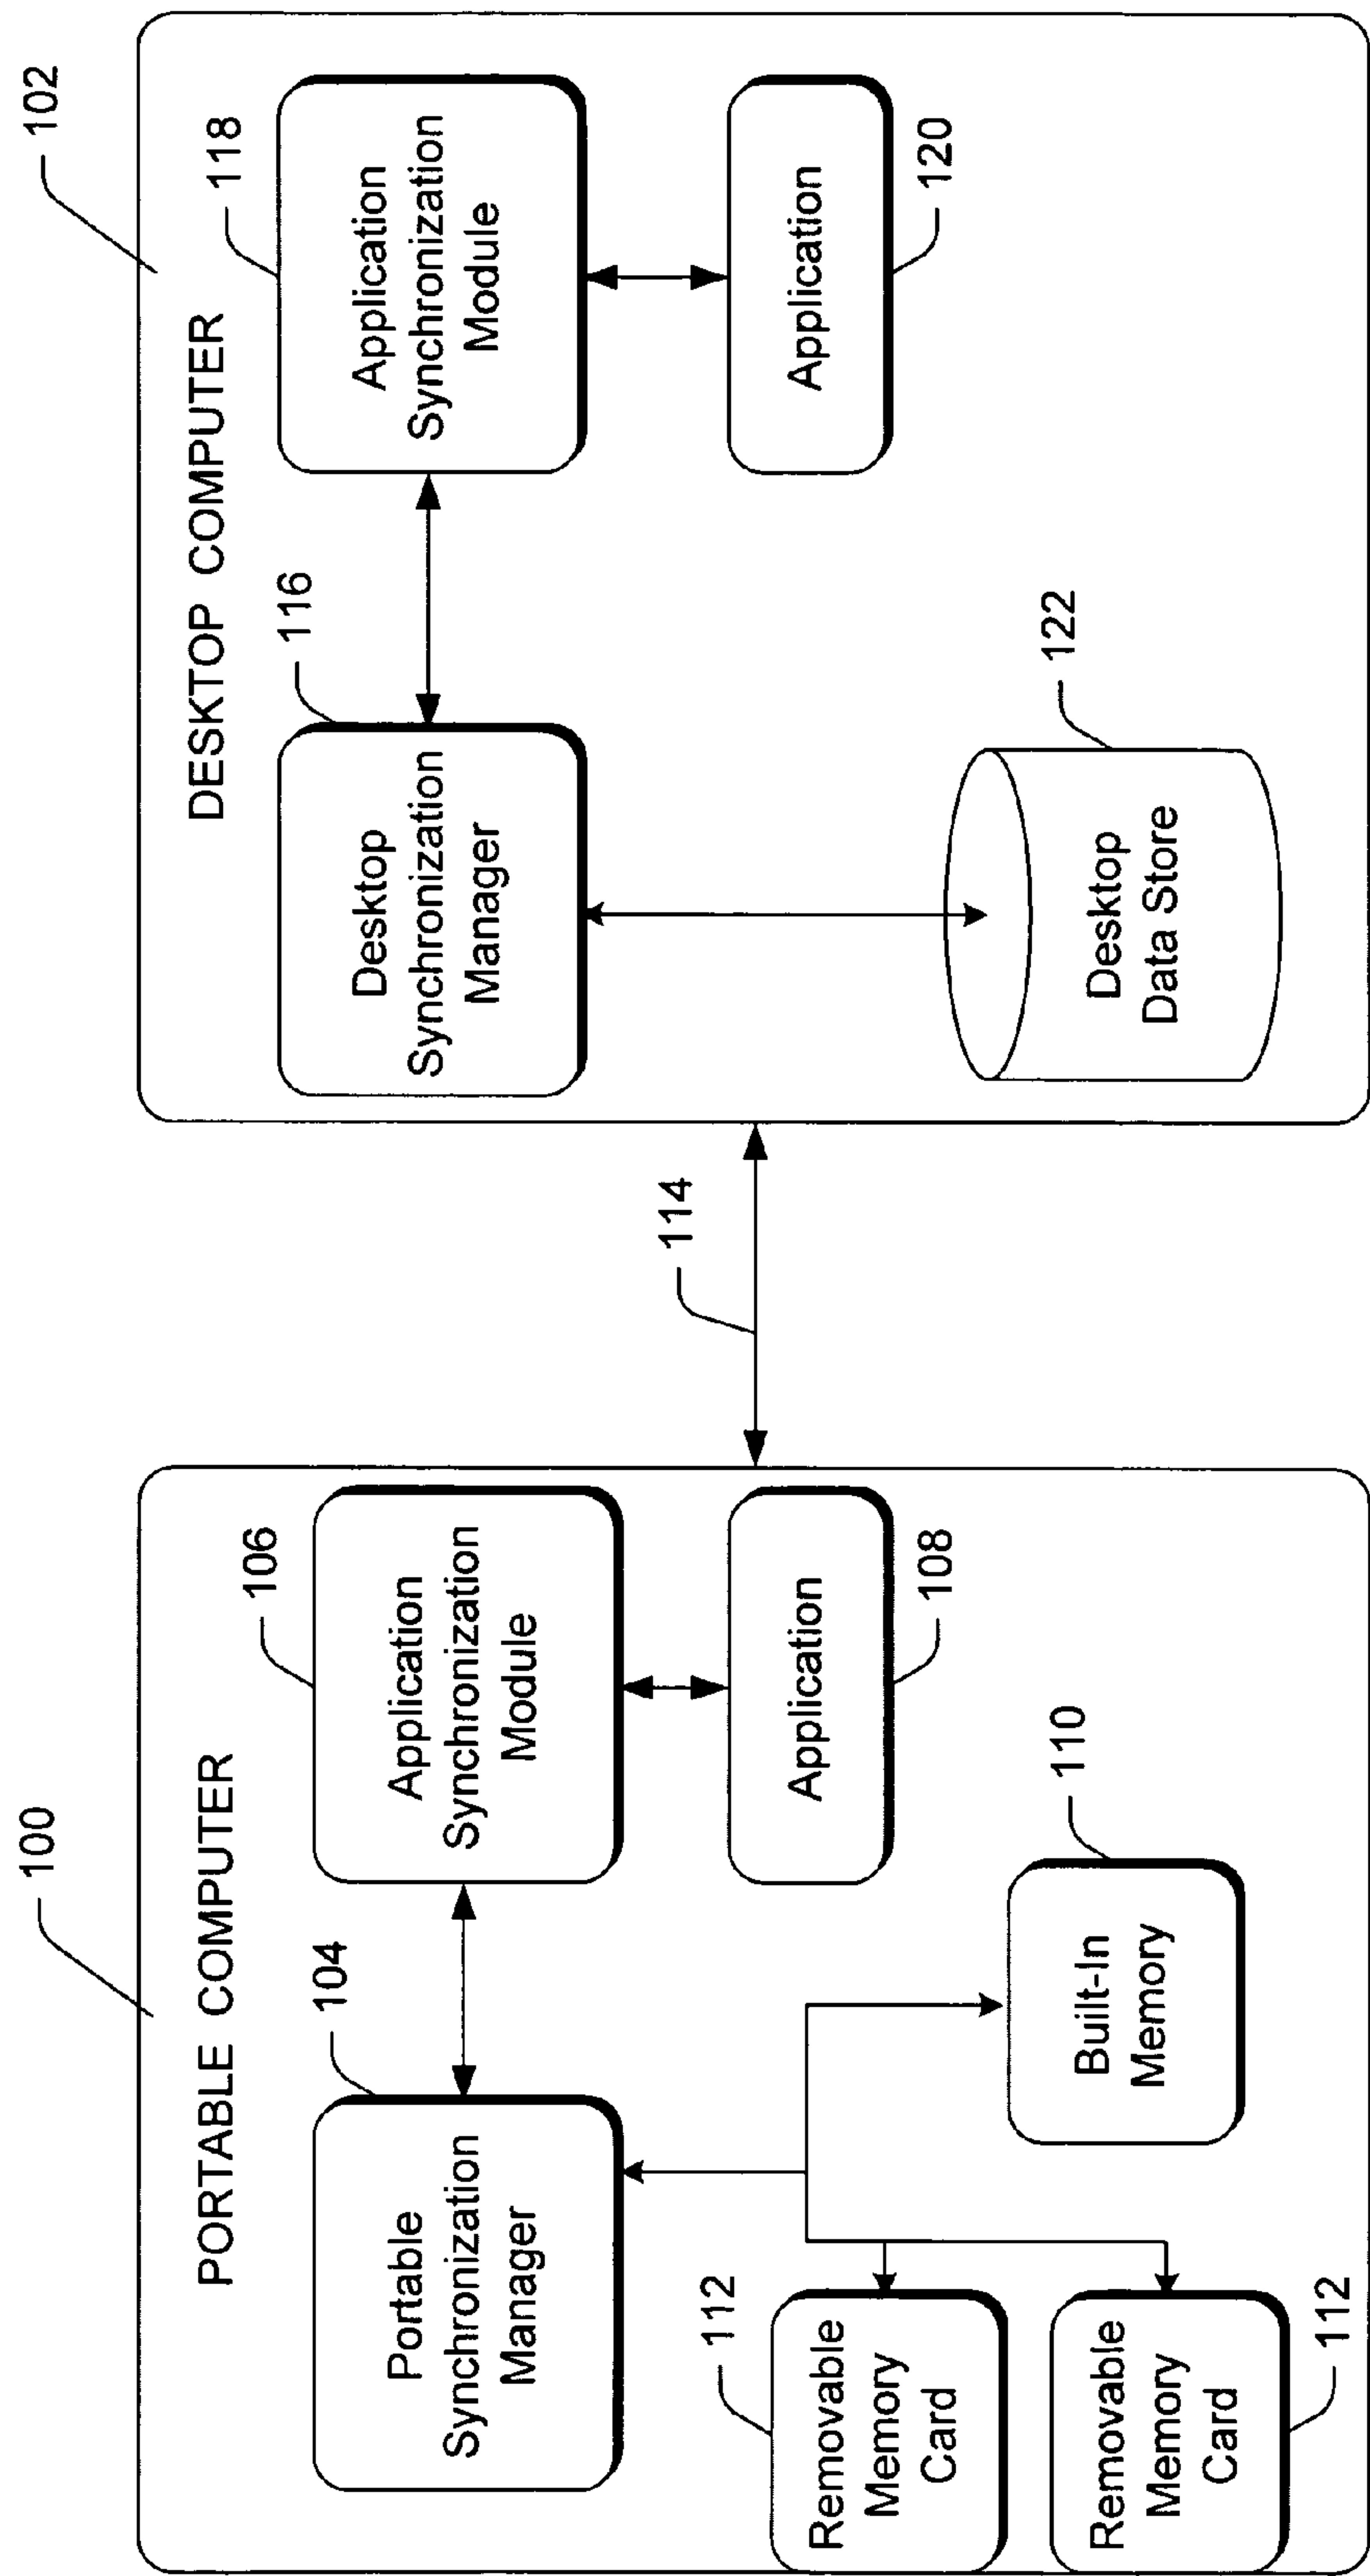 100
PORTABLE COMPUTER
104
Portable
Synchronization
Manager
106
Application
Synchronization
Module
Application
108
Built-In
Memory
110
112
Removable
Memory
Card
Removable
Memory
Card
112
114
102
DESKTOP COMPUTER
116
Desktop
Synchronization
Manager
118
Application
Synchronization
Module
Application
120
Desktop
Data Store
122